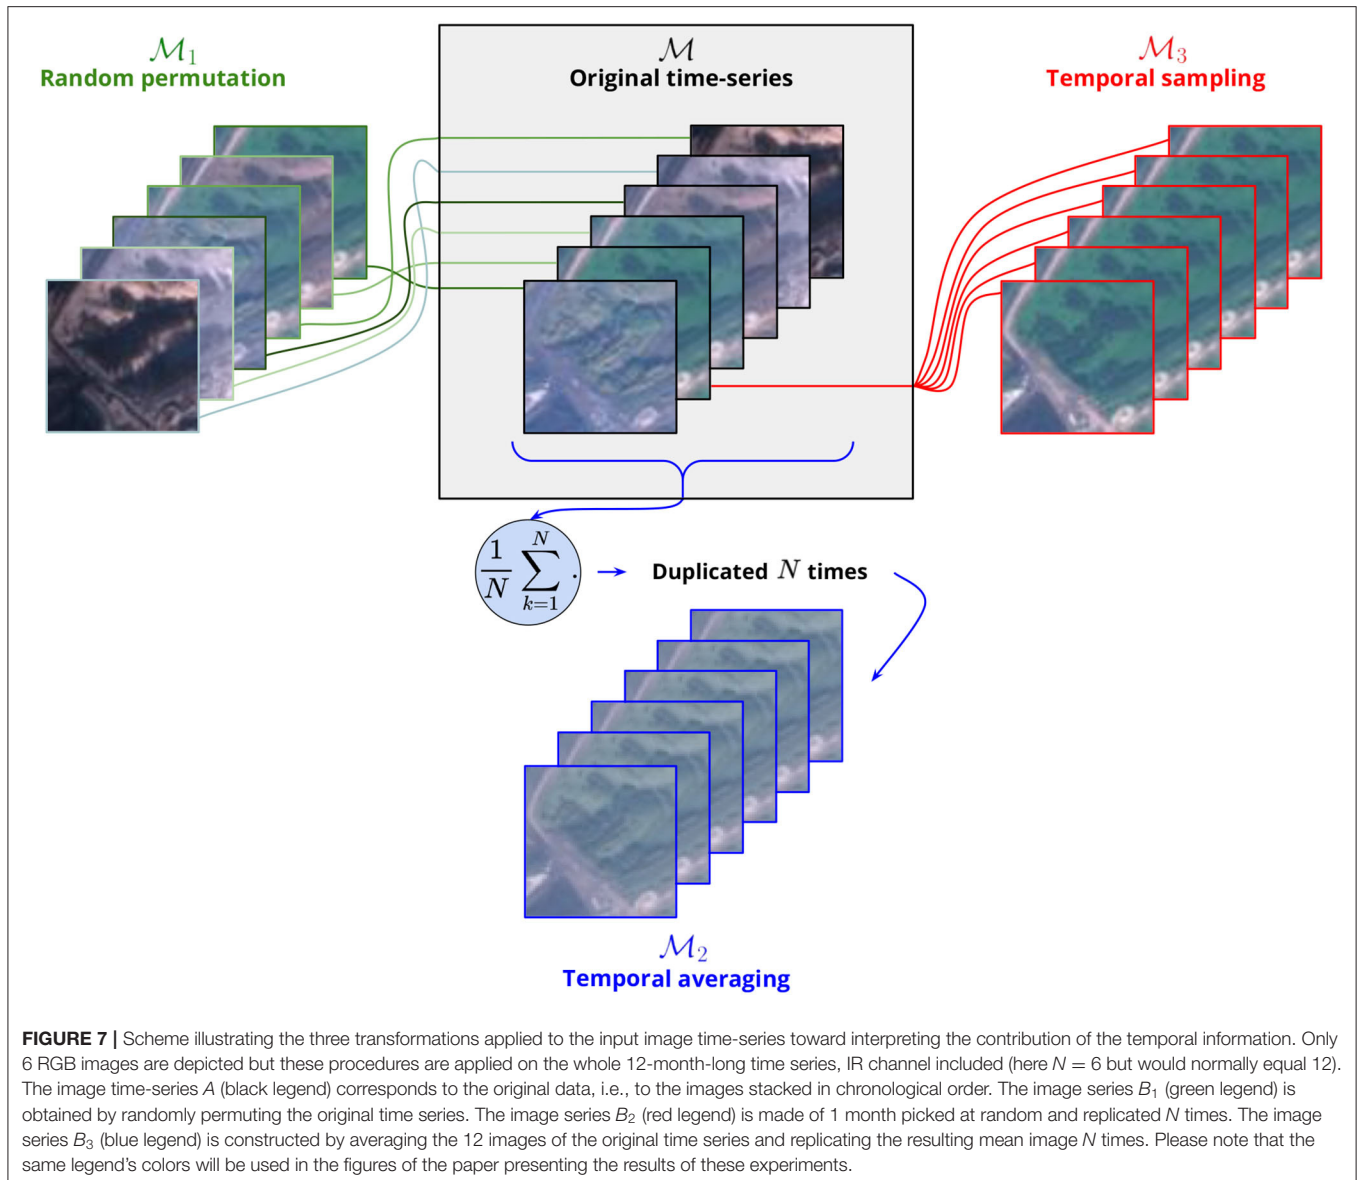 ℳ₁
Random permutation
ℳ
Original time-series
ℳ₃
Temporal sampling
1/N ∑ₖ₌₁ᴺ .
Duplicated N times
ℳ₂
Temporal averaging
FIGURE 7 | Scheme illustrating the three transformations applied to the input image time-series toward interpreting the contribution of the temporal information. Only
6 RGB images are depicted but these procedures are applied on the whole 12-month-long time series, IR channel included (here N = 6 but would normally equal 12).
The image time-series A (black legend) corresponds to the original data, i.e., to the images stacked in chronological order. The image series B₁ (green legend) is
obtained by randomly permuting the original time series. The image series B₂ (red legend) is made of 1 month picked at random and replicated N times. The image
series B₃ (blue legend) is constructed by averaging the 12 images of the original time series and replicating the resulting mean image N times. Please note that the
same legend's colors will be used in the figures of the paper presenting the results of these experiments.